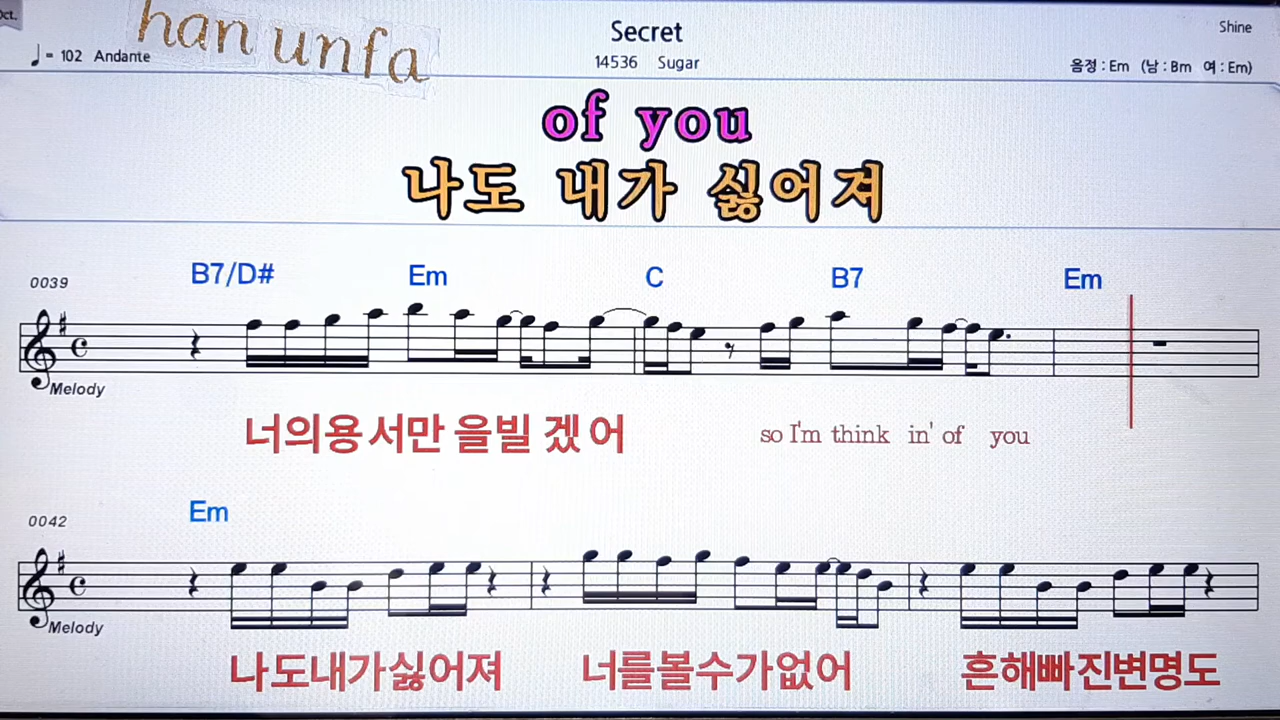 Oct.
han unfa
Secret
Shine
♩= 102 Andante
14536 Sugar
음정 : Em (남 : Bm 여 : Em)
of you
나도 내가 싫어져
0039
B7/D# Em C B7 Em
Melody
너의용서만 을빌 겠어 so I'm think in' of you
0042
Em
Melody
나도내가싫어져 너를볼수가없어 흔해빠진변명도